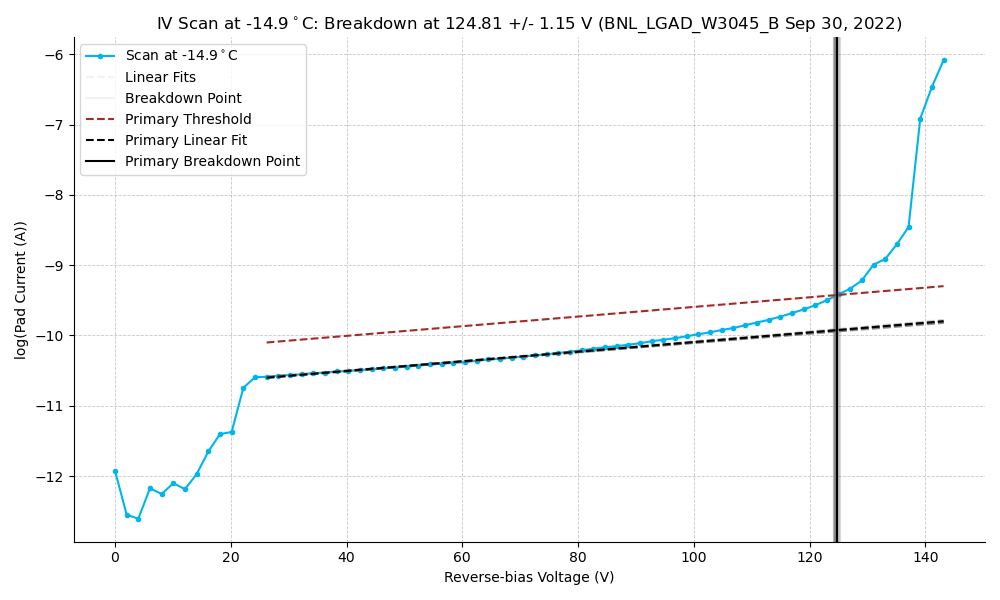 IV Scan at -14.9°C: Breakdown at 124.81 +/- 1.15 V (BNL_LGAD_W3045_B Sep 30, 2022)
Scan at -14.9°C
Linear Fits
Breakdown Point
Primary Threshold
Primary Linear Fit
Primary Breakdown Point
log(Pad Current (A))
−6
−7
−8
−9
−10
−11
−12
0 20 40 60 80 100 120 140
Reverse-bias Voltage (V)